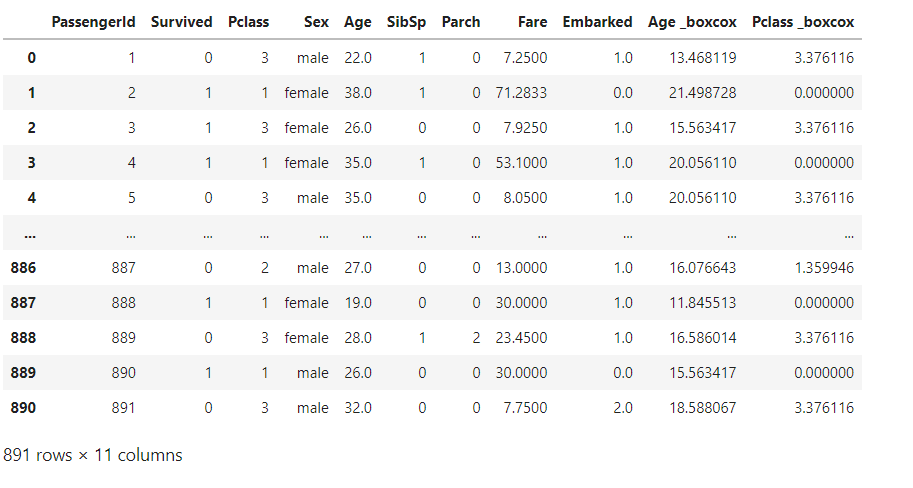 PassengerId Survived Pclass Sex Age SibSp Parch Fare Embarked Age _boxcox Pclass _boxcox
0 1 0 3 male 22.0 1 0 7.2500 1.0 13.468119 3.376116
1 2 1 1 female 38.0 1 0 71.2833 0.0 21.498728 0.000000
2 3 1 3 female 26.0 0 0 7.9250 1.0 15.563417 3.376116
3 4 1 1 female 35.0 1 0 53.1000 1.0 20.056110 0.000000
4 5 0 3 male 35.0 0 0 8.0500 1.0 20.056110 3.376116
... ... ... ... ... ... ... ... ... ... ... ...
886 887 0 2 male 27.0 0 0 13.0000 1.0 16.076643 1.359946
887 888 1 1 female 19.0 0 0 30.0000 1.0 11.845513 0.000000
888 889 0 3 female 28.0 1 2 23.4500 1.0 16.586014 3.376116
889 890 1 1 male 26.0 0 0 30.0000 0.0 15.563417 0.000000
890 891 0 3 male 32.0 0 0 7.7500 2.0 18.588067 3.376116
891 rows × 11 columns